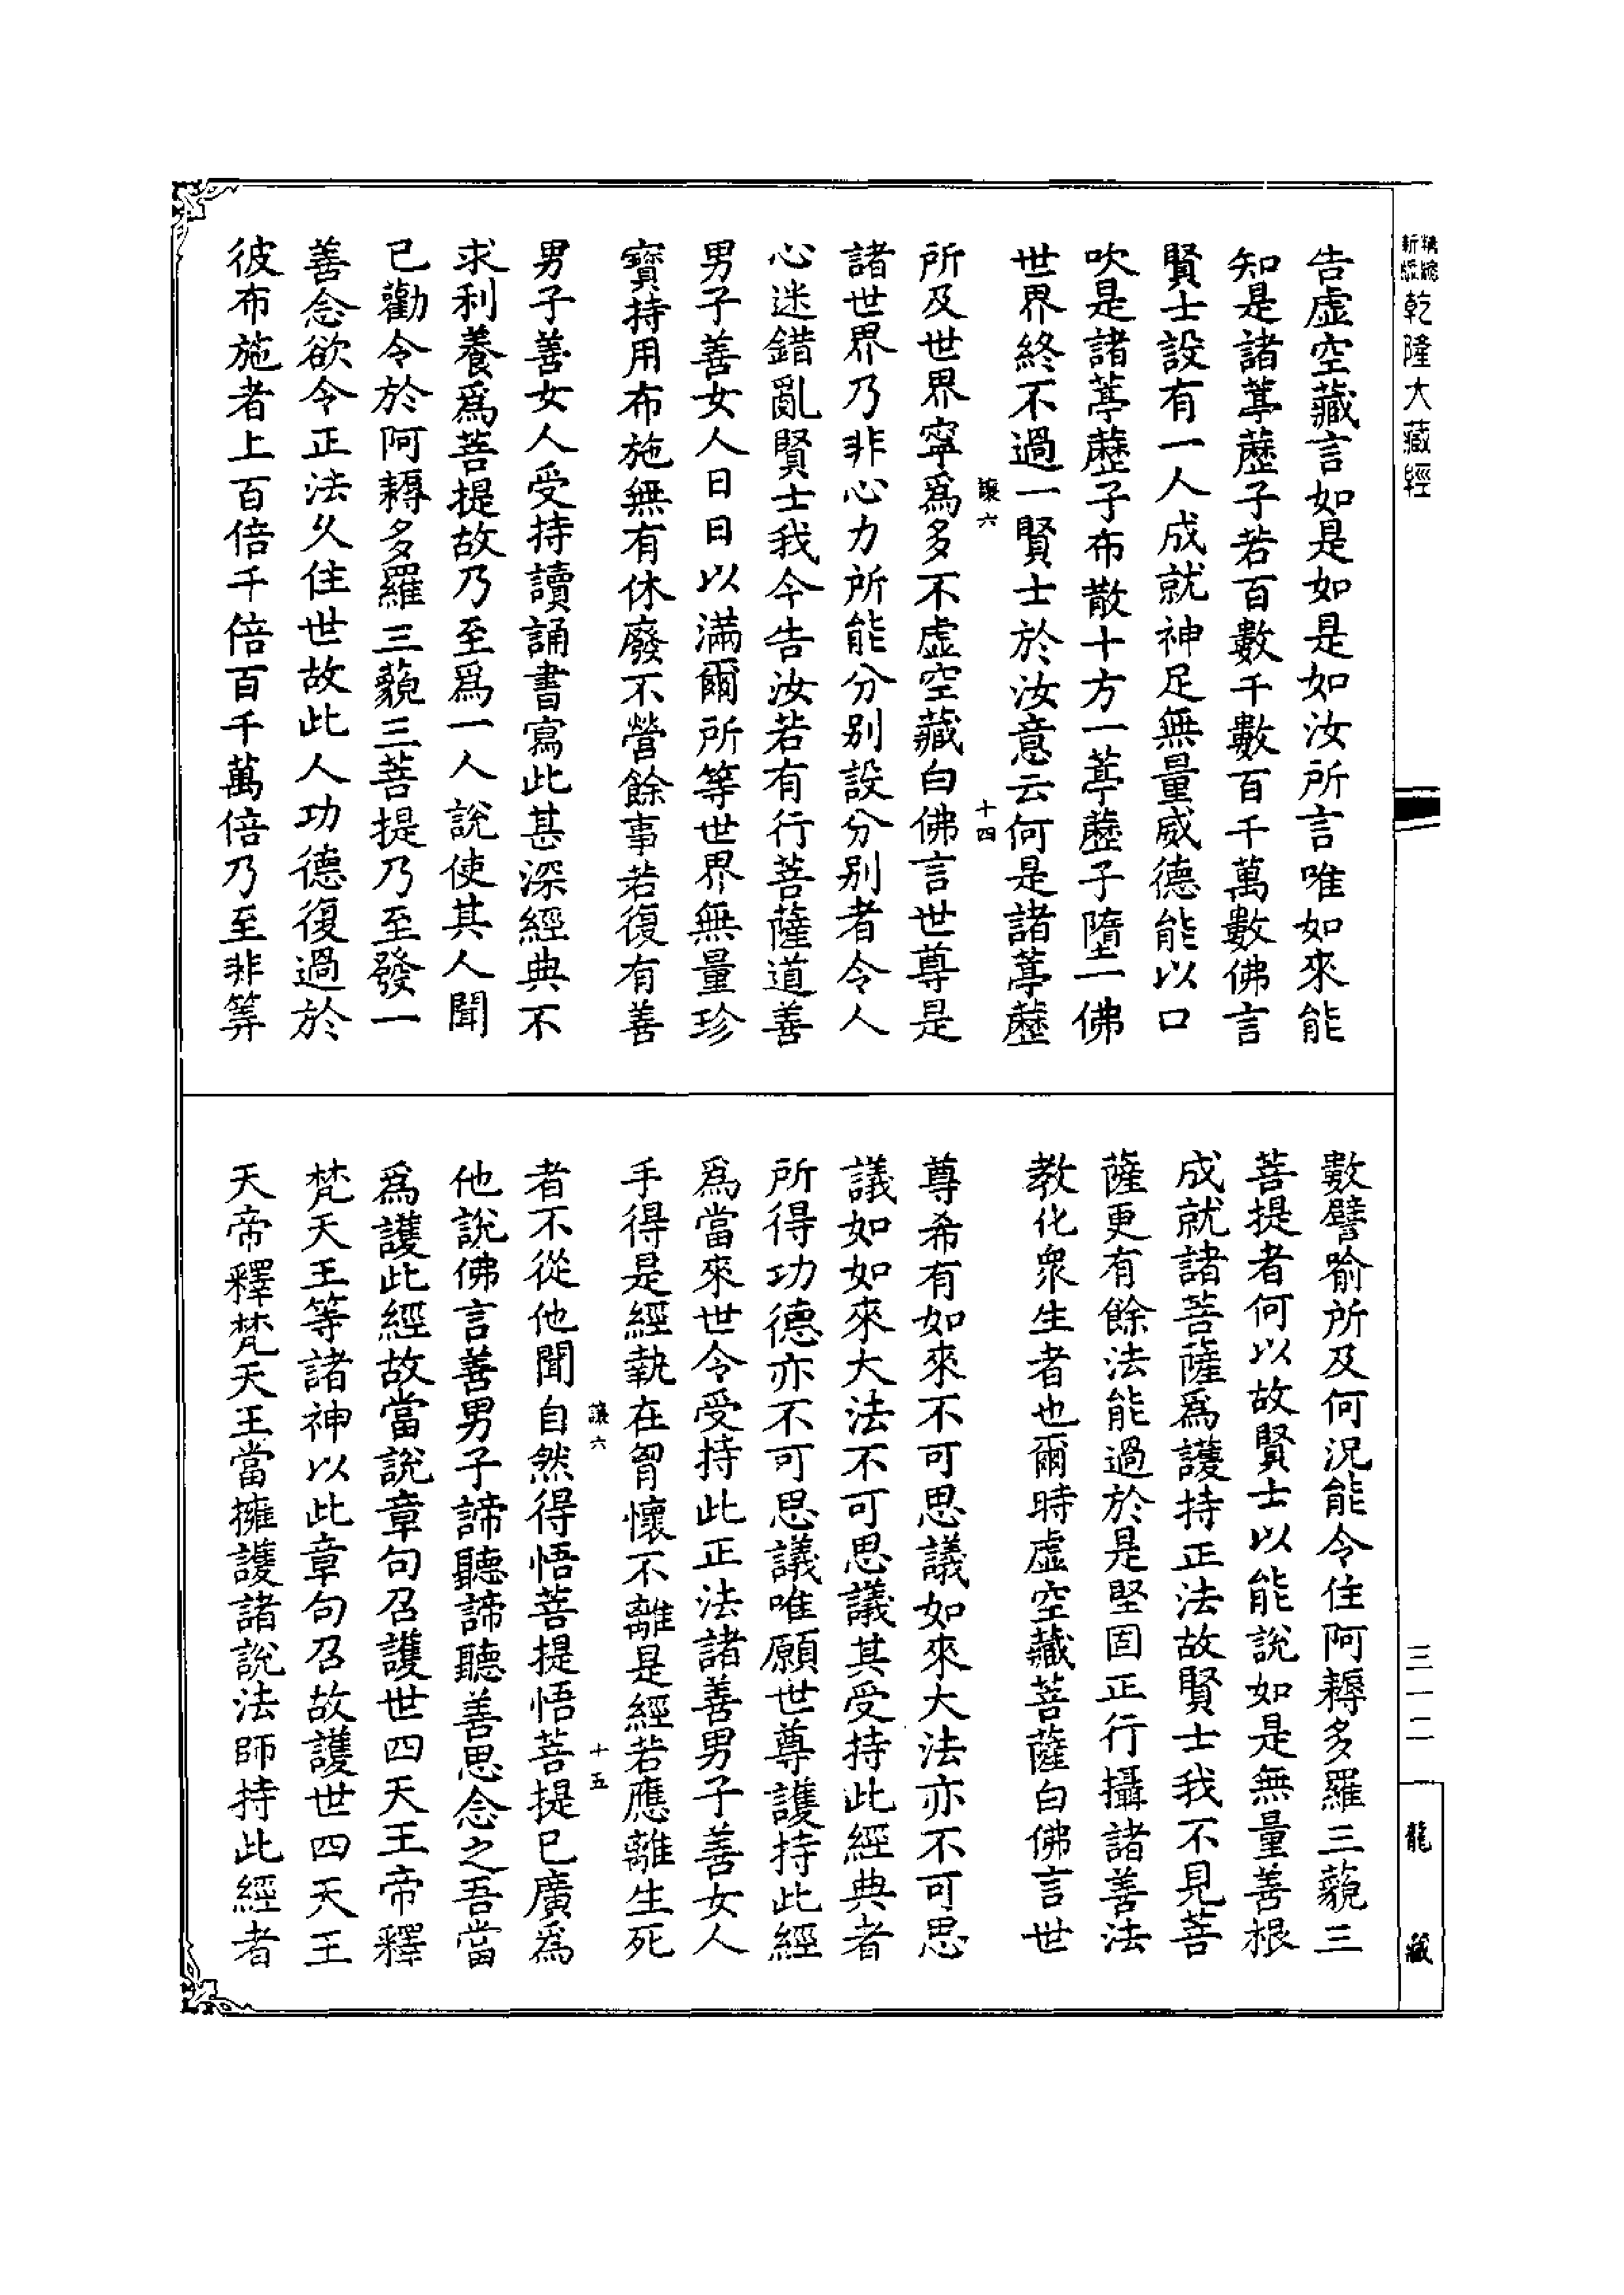 乾隆大藏經
告虛空藏言如是如是如汝所言唯如來能
知是諸葶藶子若百數千數百千萬數佛言
賢士設有一人成就神足無量威德能以口
吹是諸葶藶子布散十方一葶藶子墮一佛
世界終不過一賢士於汝意云何是諸葶藶
讓六
十四
所及世界寧爲多不虛空藏白佛言世尊是
諸世界乃非心力所能分別設分別者令人
心迷錯亂賢士我今告汝若有行菩薩道善
男子善女人日日以滿爾所等世界無量珍
寶持用布施無有休廢不營餘事若復有善
男子善女人受持讀誦書寫此甚深經典不
求利養爲菩提故乃至爲一人說使其人聞
已勸令於阿耨多羅三藐三菩提乃至發一
善念欲令正法久住世故此人功德復過於
彼布施者上百倍千倍百千萬倍乃至非筭
數譬喻所及何況能令住阿耨多羅三藐三
菩提者何以故賢士以能說如是無量善根
成就諸菩薩爲護持正法故賢士我不見菩
薩更有餘法能過於是堅固正行攝諸善法
教化衆生者也爾時虛空藏菩薩白佛言世
尊希有如來不可思議如來大法亦不可思
議如如來大法不可思議其受持此經典者
所得功德亦不可思議唯願世尊護持此經
爲當來世令受持此正法諸善男子善女人
手得是經執在胷懷不離是經若應離生死
讓六
十五
者不從他聞自然得悟菩提悟菩提已廣爲
他說佛言善男子諦聽諦聽善思念之吾當
爲護此經故當說章句召護世四天王帝釋
梵天王等諸神以此章句召故護世四天王
天帝釋梵天王當擁護諸說法師持此經者
三一二
龍藏